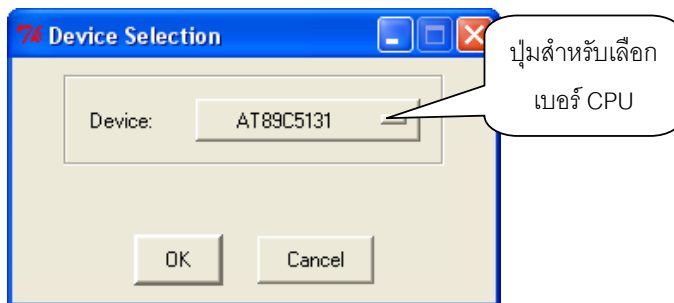 Device Selection
ปุ่มสำหรับเลือก
เบอร์ CPU
Device:
AT89C5131
OK
Cancel